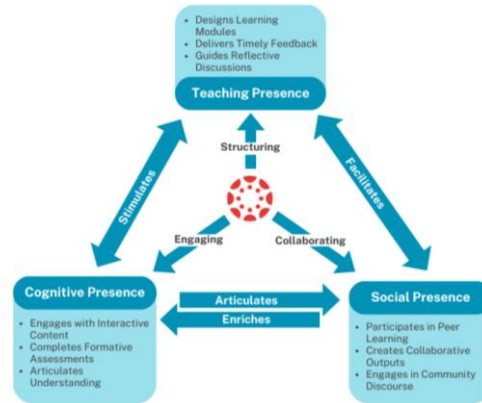 • Designs Learning
Modules
• Delivers Timely Feedback
• Guides Reflective
Discussions
Teaching Presence
Structuring
Stimulates
Facilitates
Engaging
Collaborating
Cognitive Presence
• Engages with Interactive
Content
• Completes Formative
Assessments
• Articulates
Understanding
Articulates
Enriches
Social Presence
• Participates in Peer
Learning
• Creates Collaborative
Outputs
• Engages in Community
Discourse